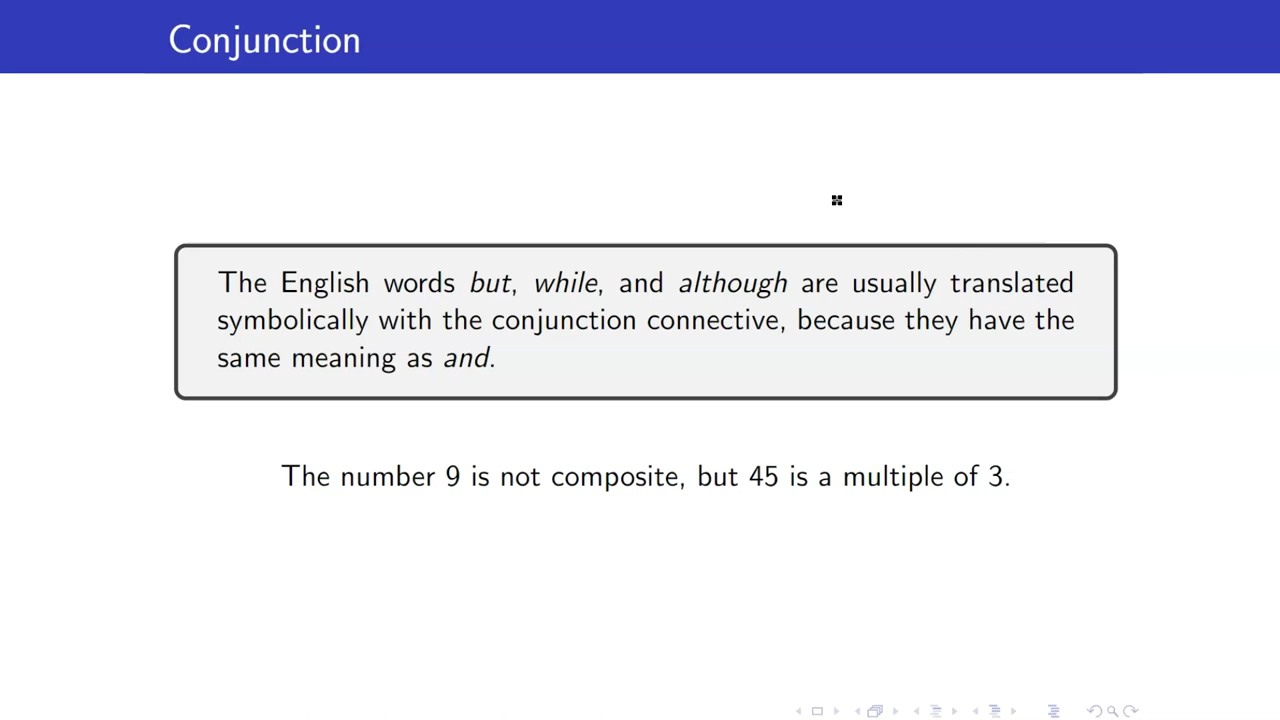 Conjunction
The English words but, while, and although are usually translated
symbolically with the conjunction connective, because they have the
same meaning as and.
The number 9 is not composite, but 45 is a multiple of 3.